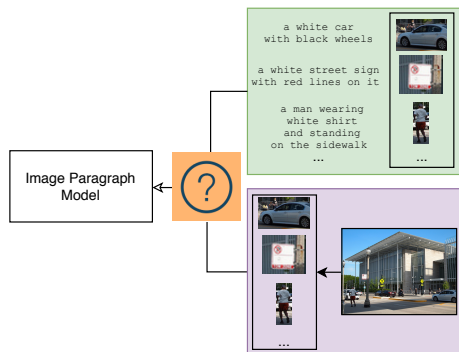 a white car
with black wheels
a white street sign
with red lines on it
a man wearing
white shirt
and standing
on the sidewalk
...
...
Image Paragraph
Model
?
...